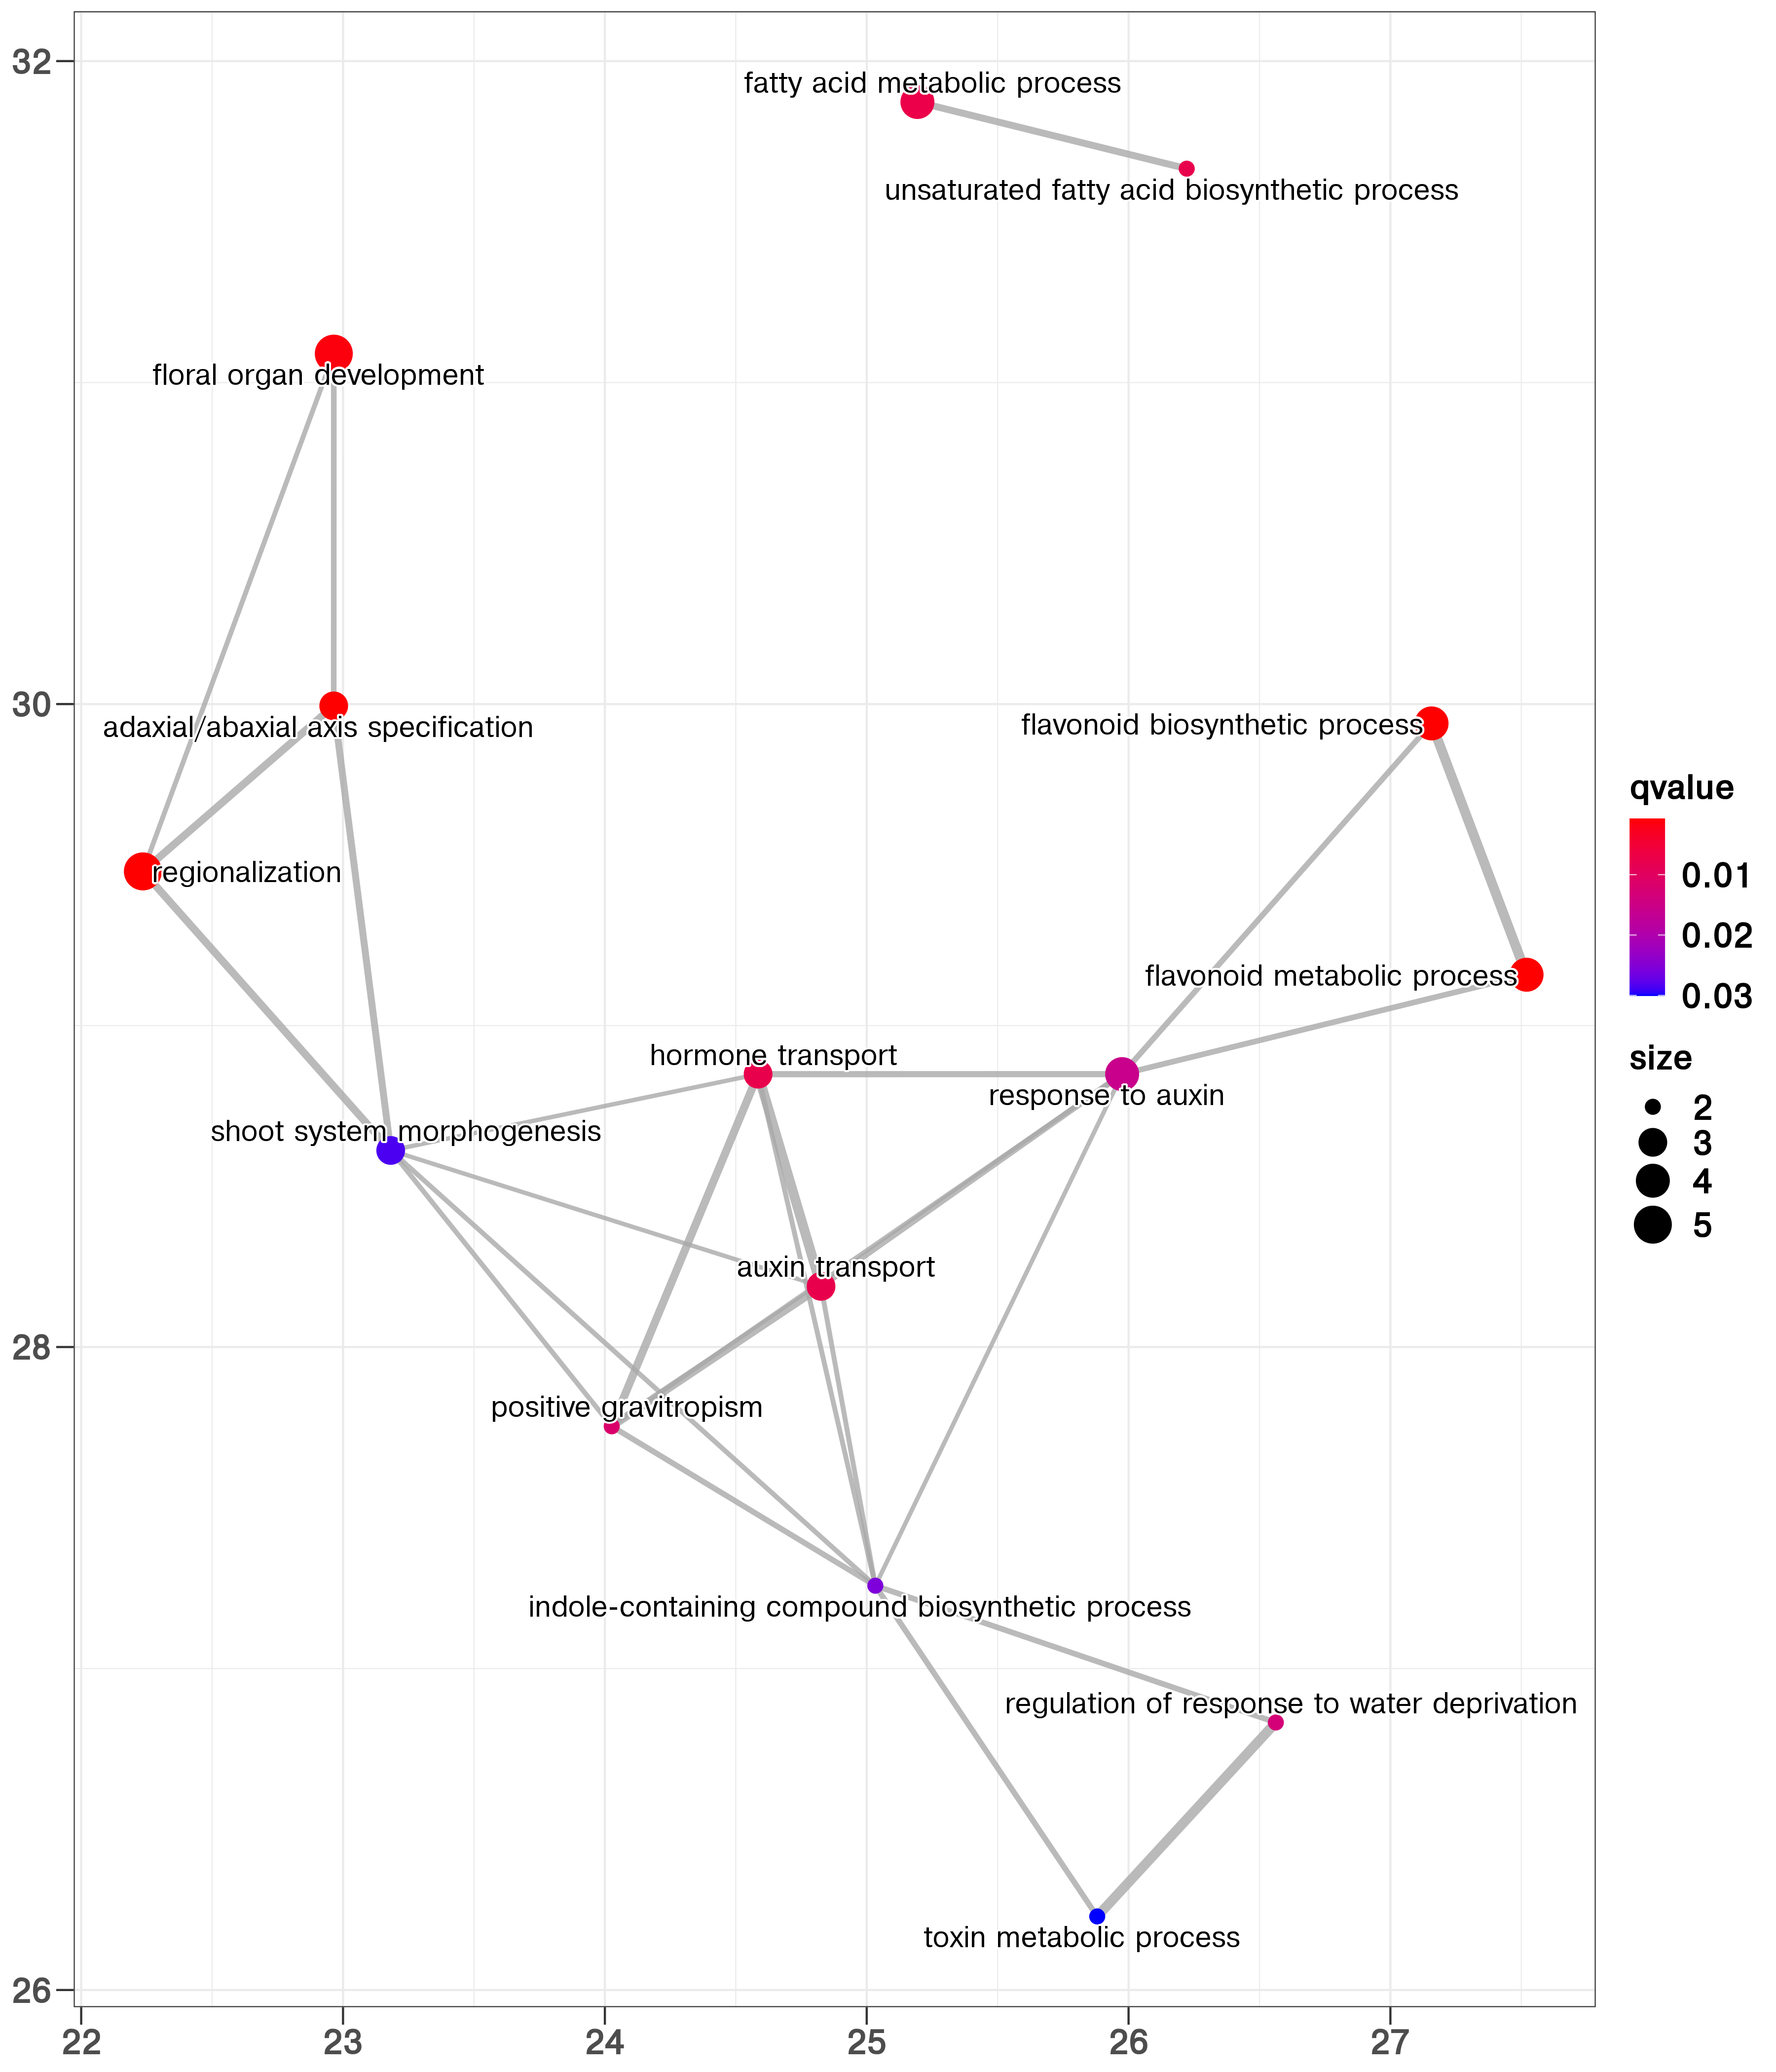 32
fatty acid metabolic process
unsaturated fatty acid biosynthetic process
floral organ development
30
adaxial/abaxial axis specification
flavonoid biosynthetic process
regionalization
flavonoid metabolic process
hormone transport
response to auxin
shoot system morphogenesis
auxin transport
28
positive gravitropism
indole-containing compound biosynthetic process
regulation of response to water deprivation
toxin metabolic process
26
22 23 24 25 26 27
qvalue
0.01
0.02
0.03
size
2
3
4
5